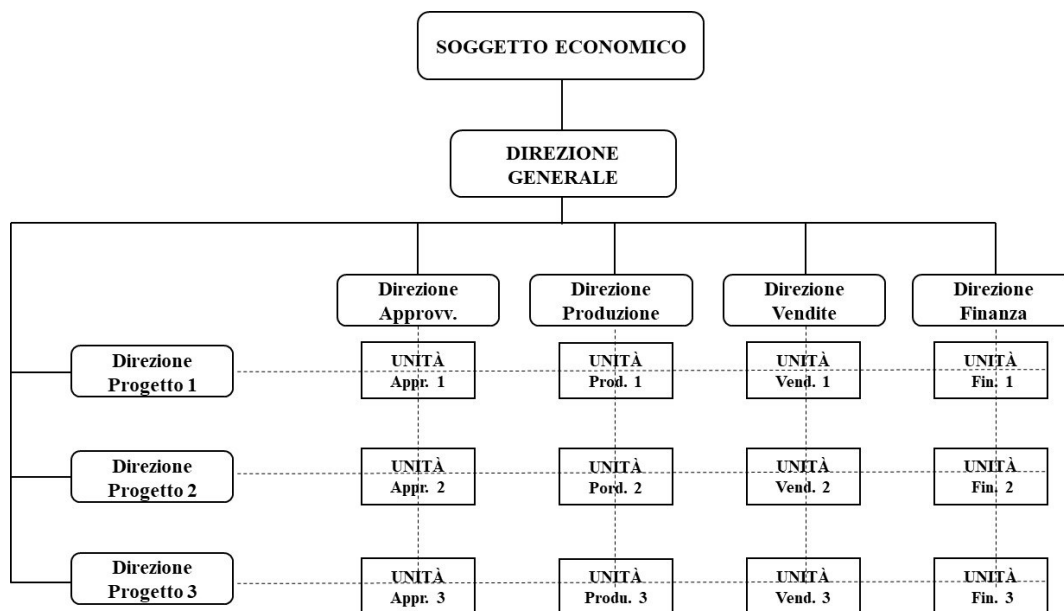 SOGGETTO ECONOMICO
DIREZIONE
GENERALE
Direzione
Approvv.
Direzione
Produzione
Direzione
Vendite
Direzione
Finanza
Direzione
Progetto 1
UNITÀ
Appr. 1
UNITÀ
Prod. 1
UNITÀ
Vend. 1
UNITÀ
Fin. 1
Direzione
Progetto 2
UNITÀ
Appr. 2
UNITÀ
Pord. 2
UNITÀ
Vend. 2
UNITÀ
Fin. 2
Direzione
Progetto 3
UNITÀ
Appr. 3
UNITÀ
Produ. 3
UNITÀ
Vend. 3
UNITÀ
Fin. 3